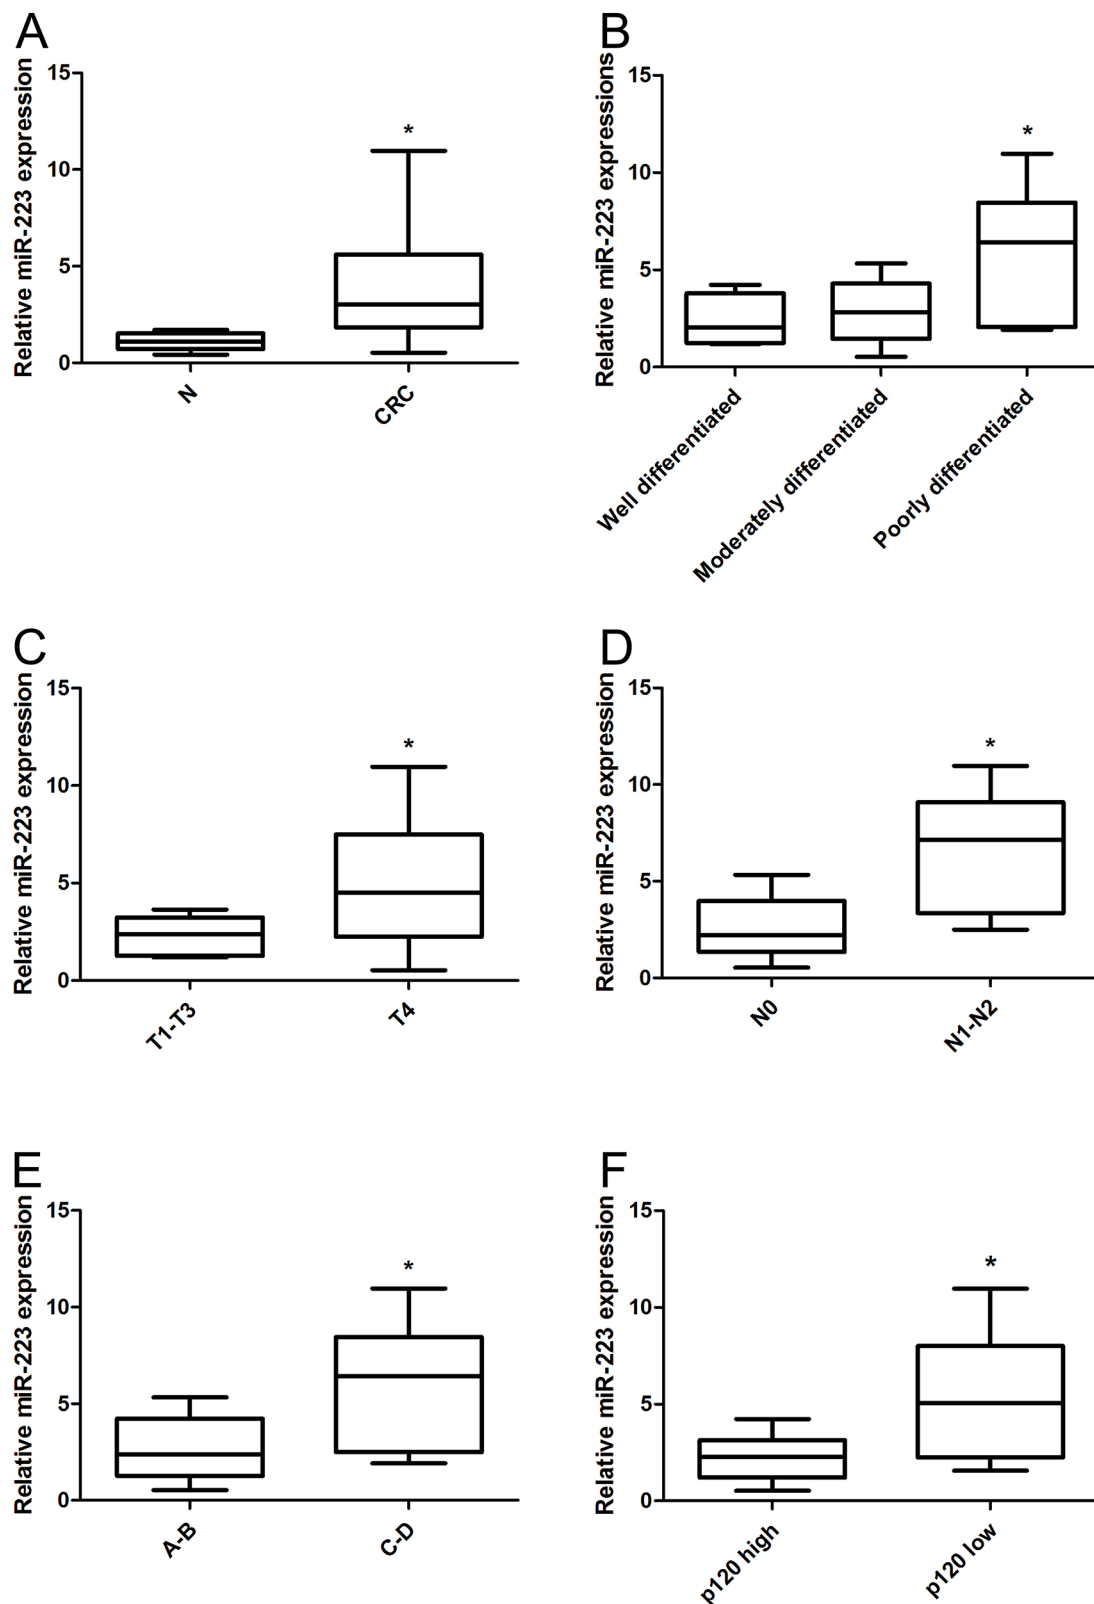 A
Relative miR-223 expression
15
10
5
0
*
N
CRC
B
Relative miR-223 expressions
15
10
5
0
*
Well differentiated
Moderately differentiated
Poorly differentiated
C
Relative miR-223 expression
15
10
5
0
*
T1-T3
T4
D
Relative miR-223 expression
15
10
5
0
*
N0
N1-N2
E
Relative miR-223 expression
15
10
5
0
*
A-B
C-D
F
Relative miR-223 expression
15
10
5
0
*
p120 high
p120 low